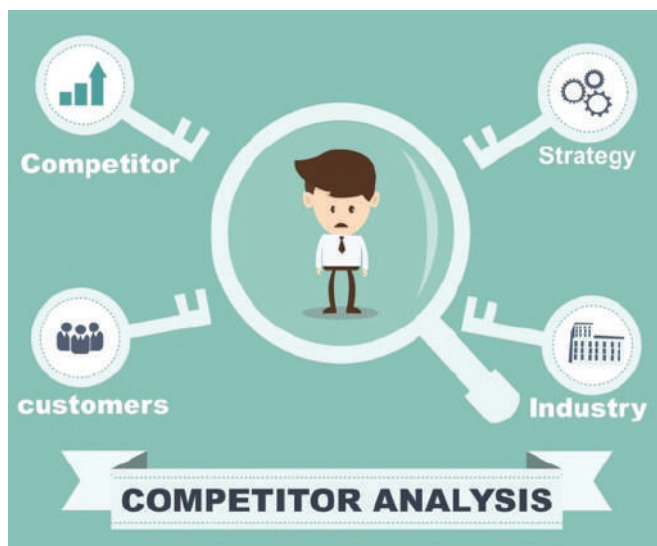 Competitor
Strategy
customers
Industry
COMPETITOR ANALYSIS